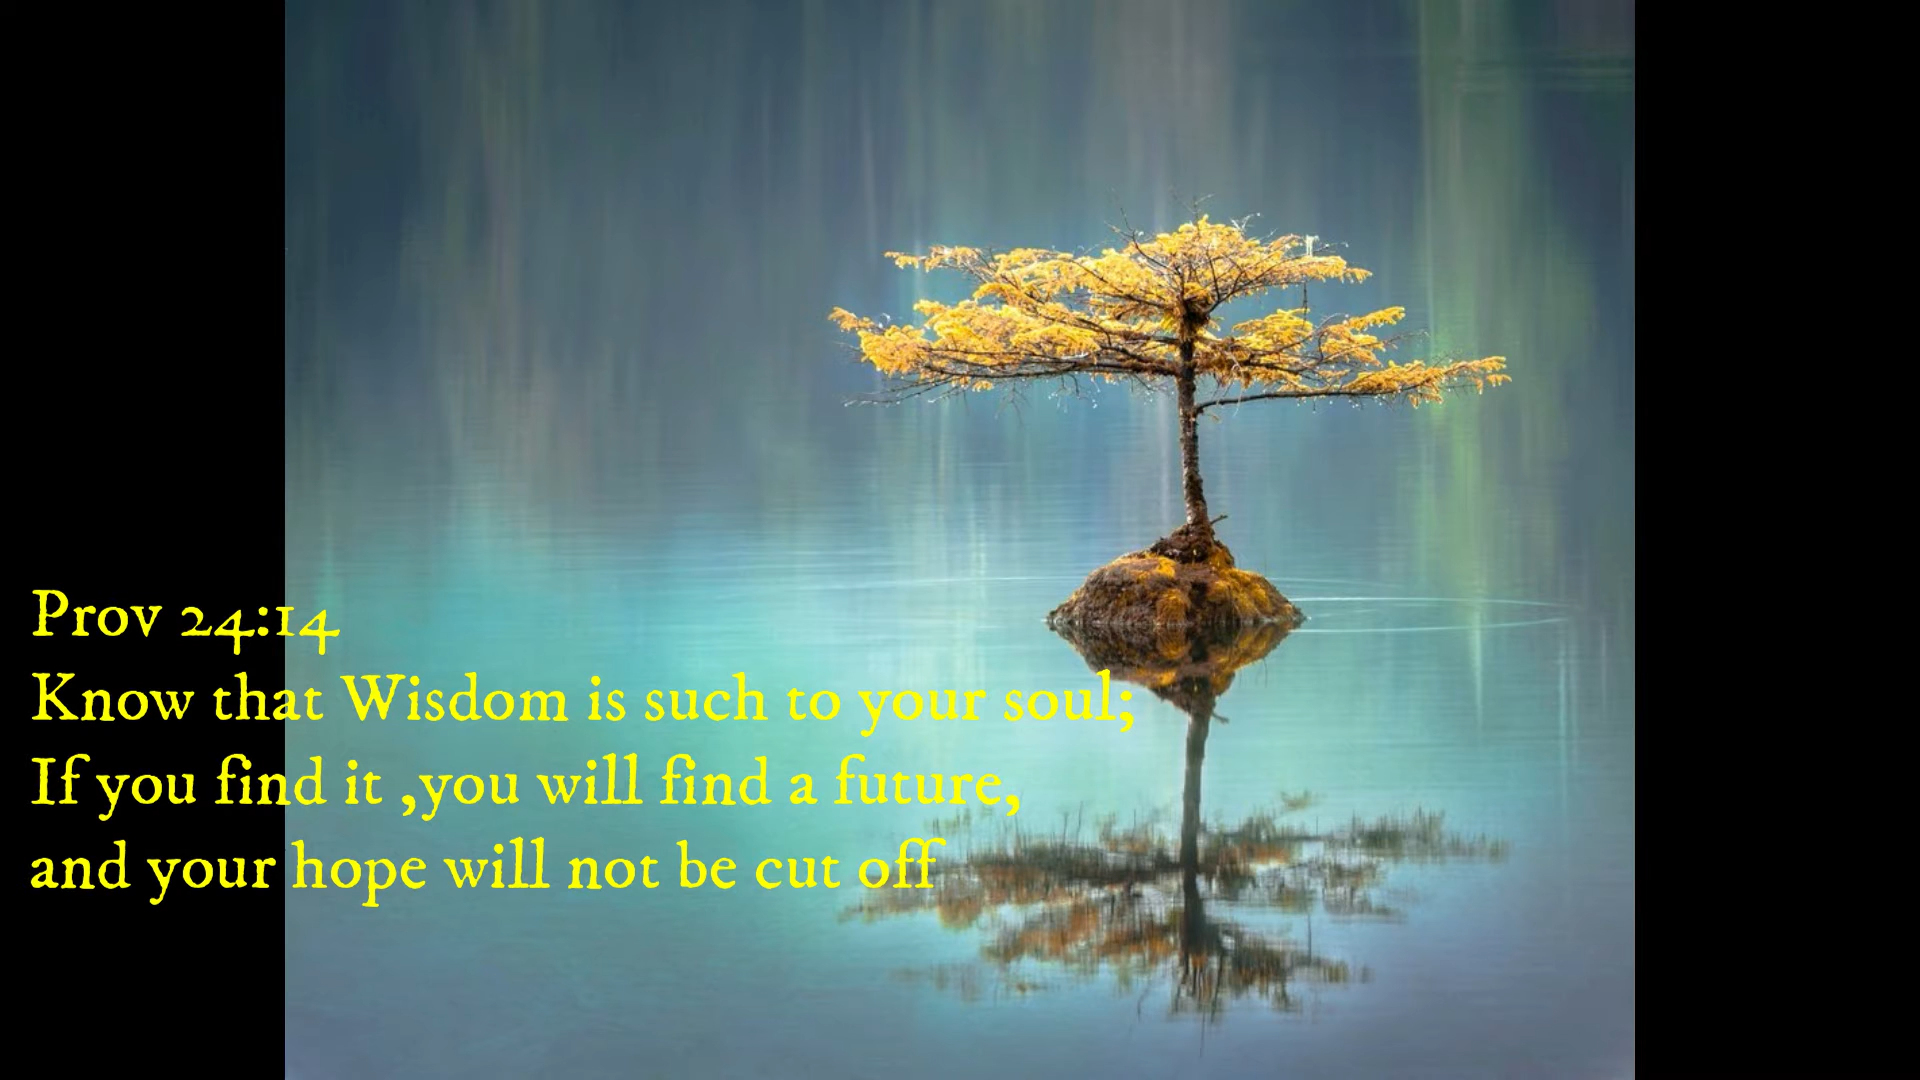 Prov 24:14
Know that Wisdom is such to your soul;
If you find it ,you will find a future,
and your hope will not be cut off